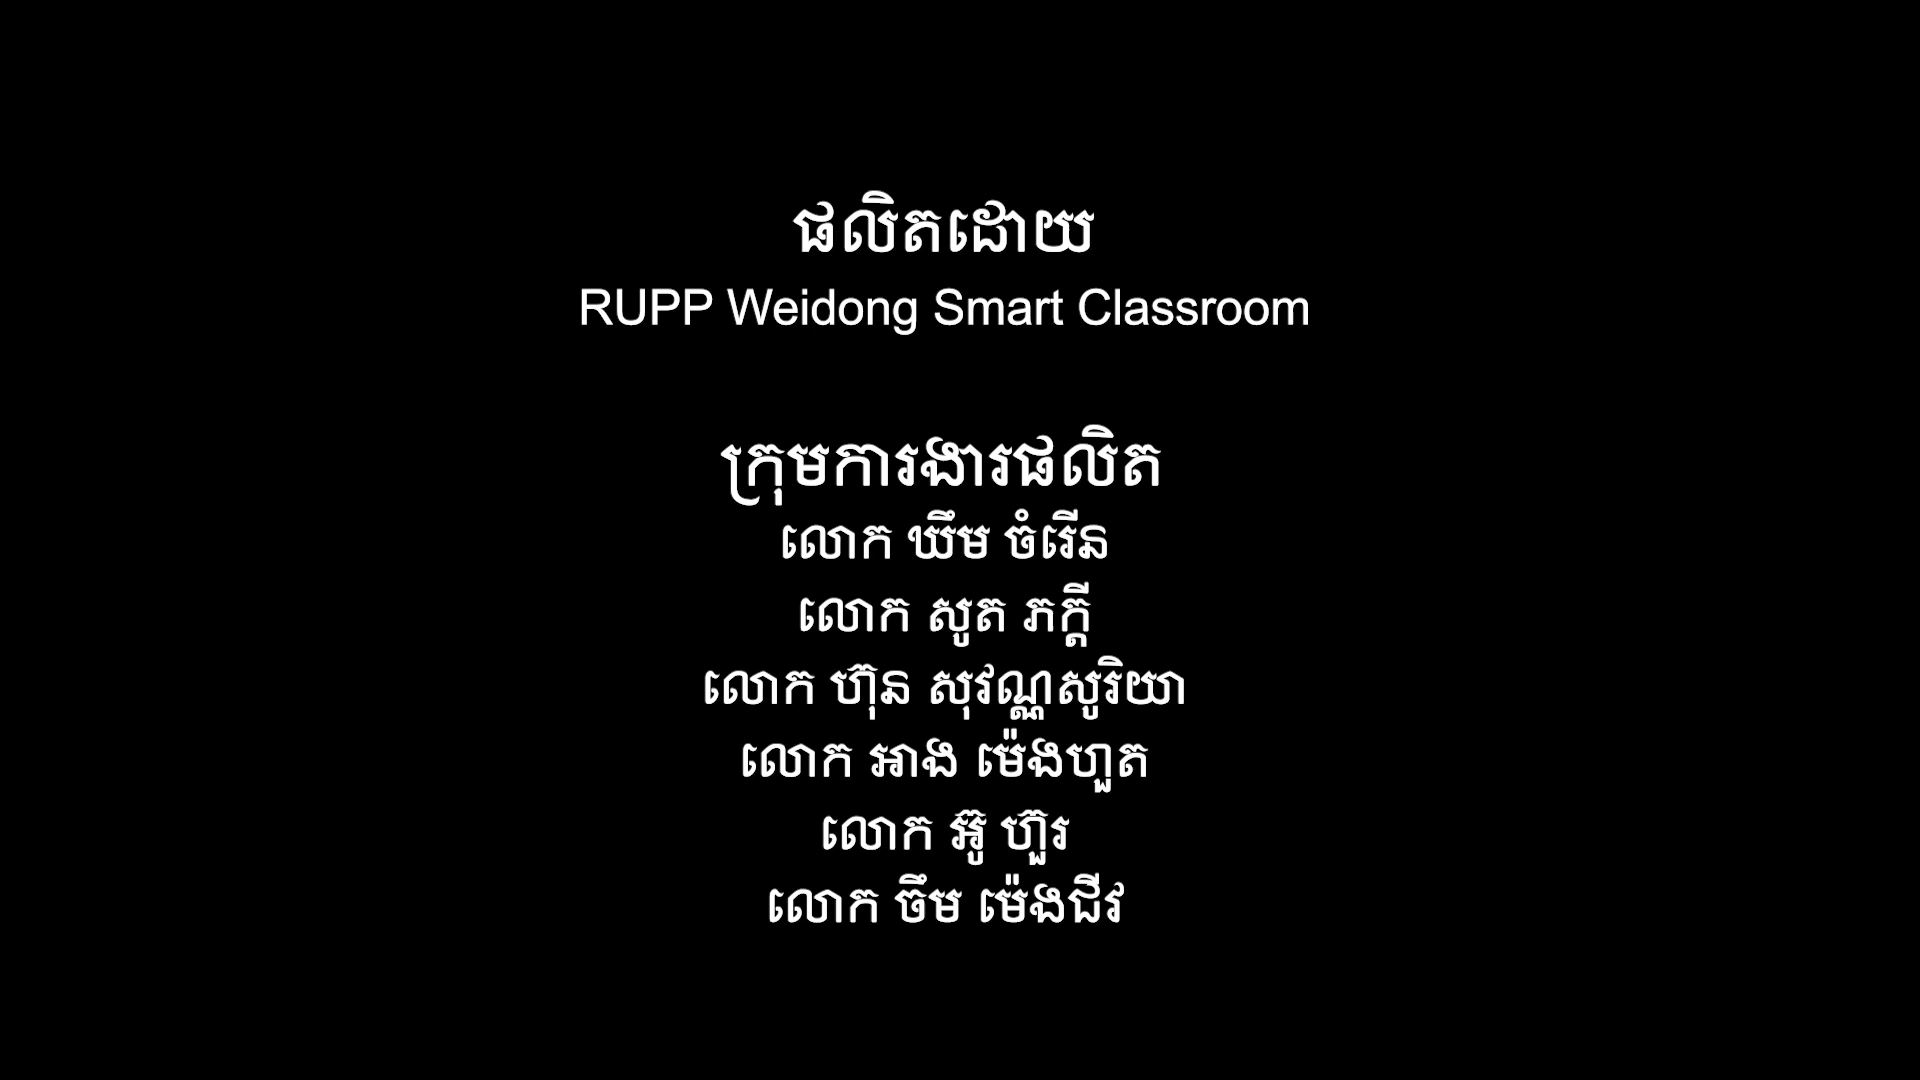 ផលិតដោយ
RUPP Weidong Smart Classroom
ក្រុមការងារផលិត
លោក ឃឹម ចំរើន
លោក សូត ភក្ដី
លោក ហ៊ុន សុវណ្ណសូរិយា
លោក អាង ម៉េងហួត
លោក អ៊ូ ហ៊ួរ
លោក ចឹម ម៉េងជីវ